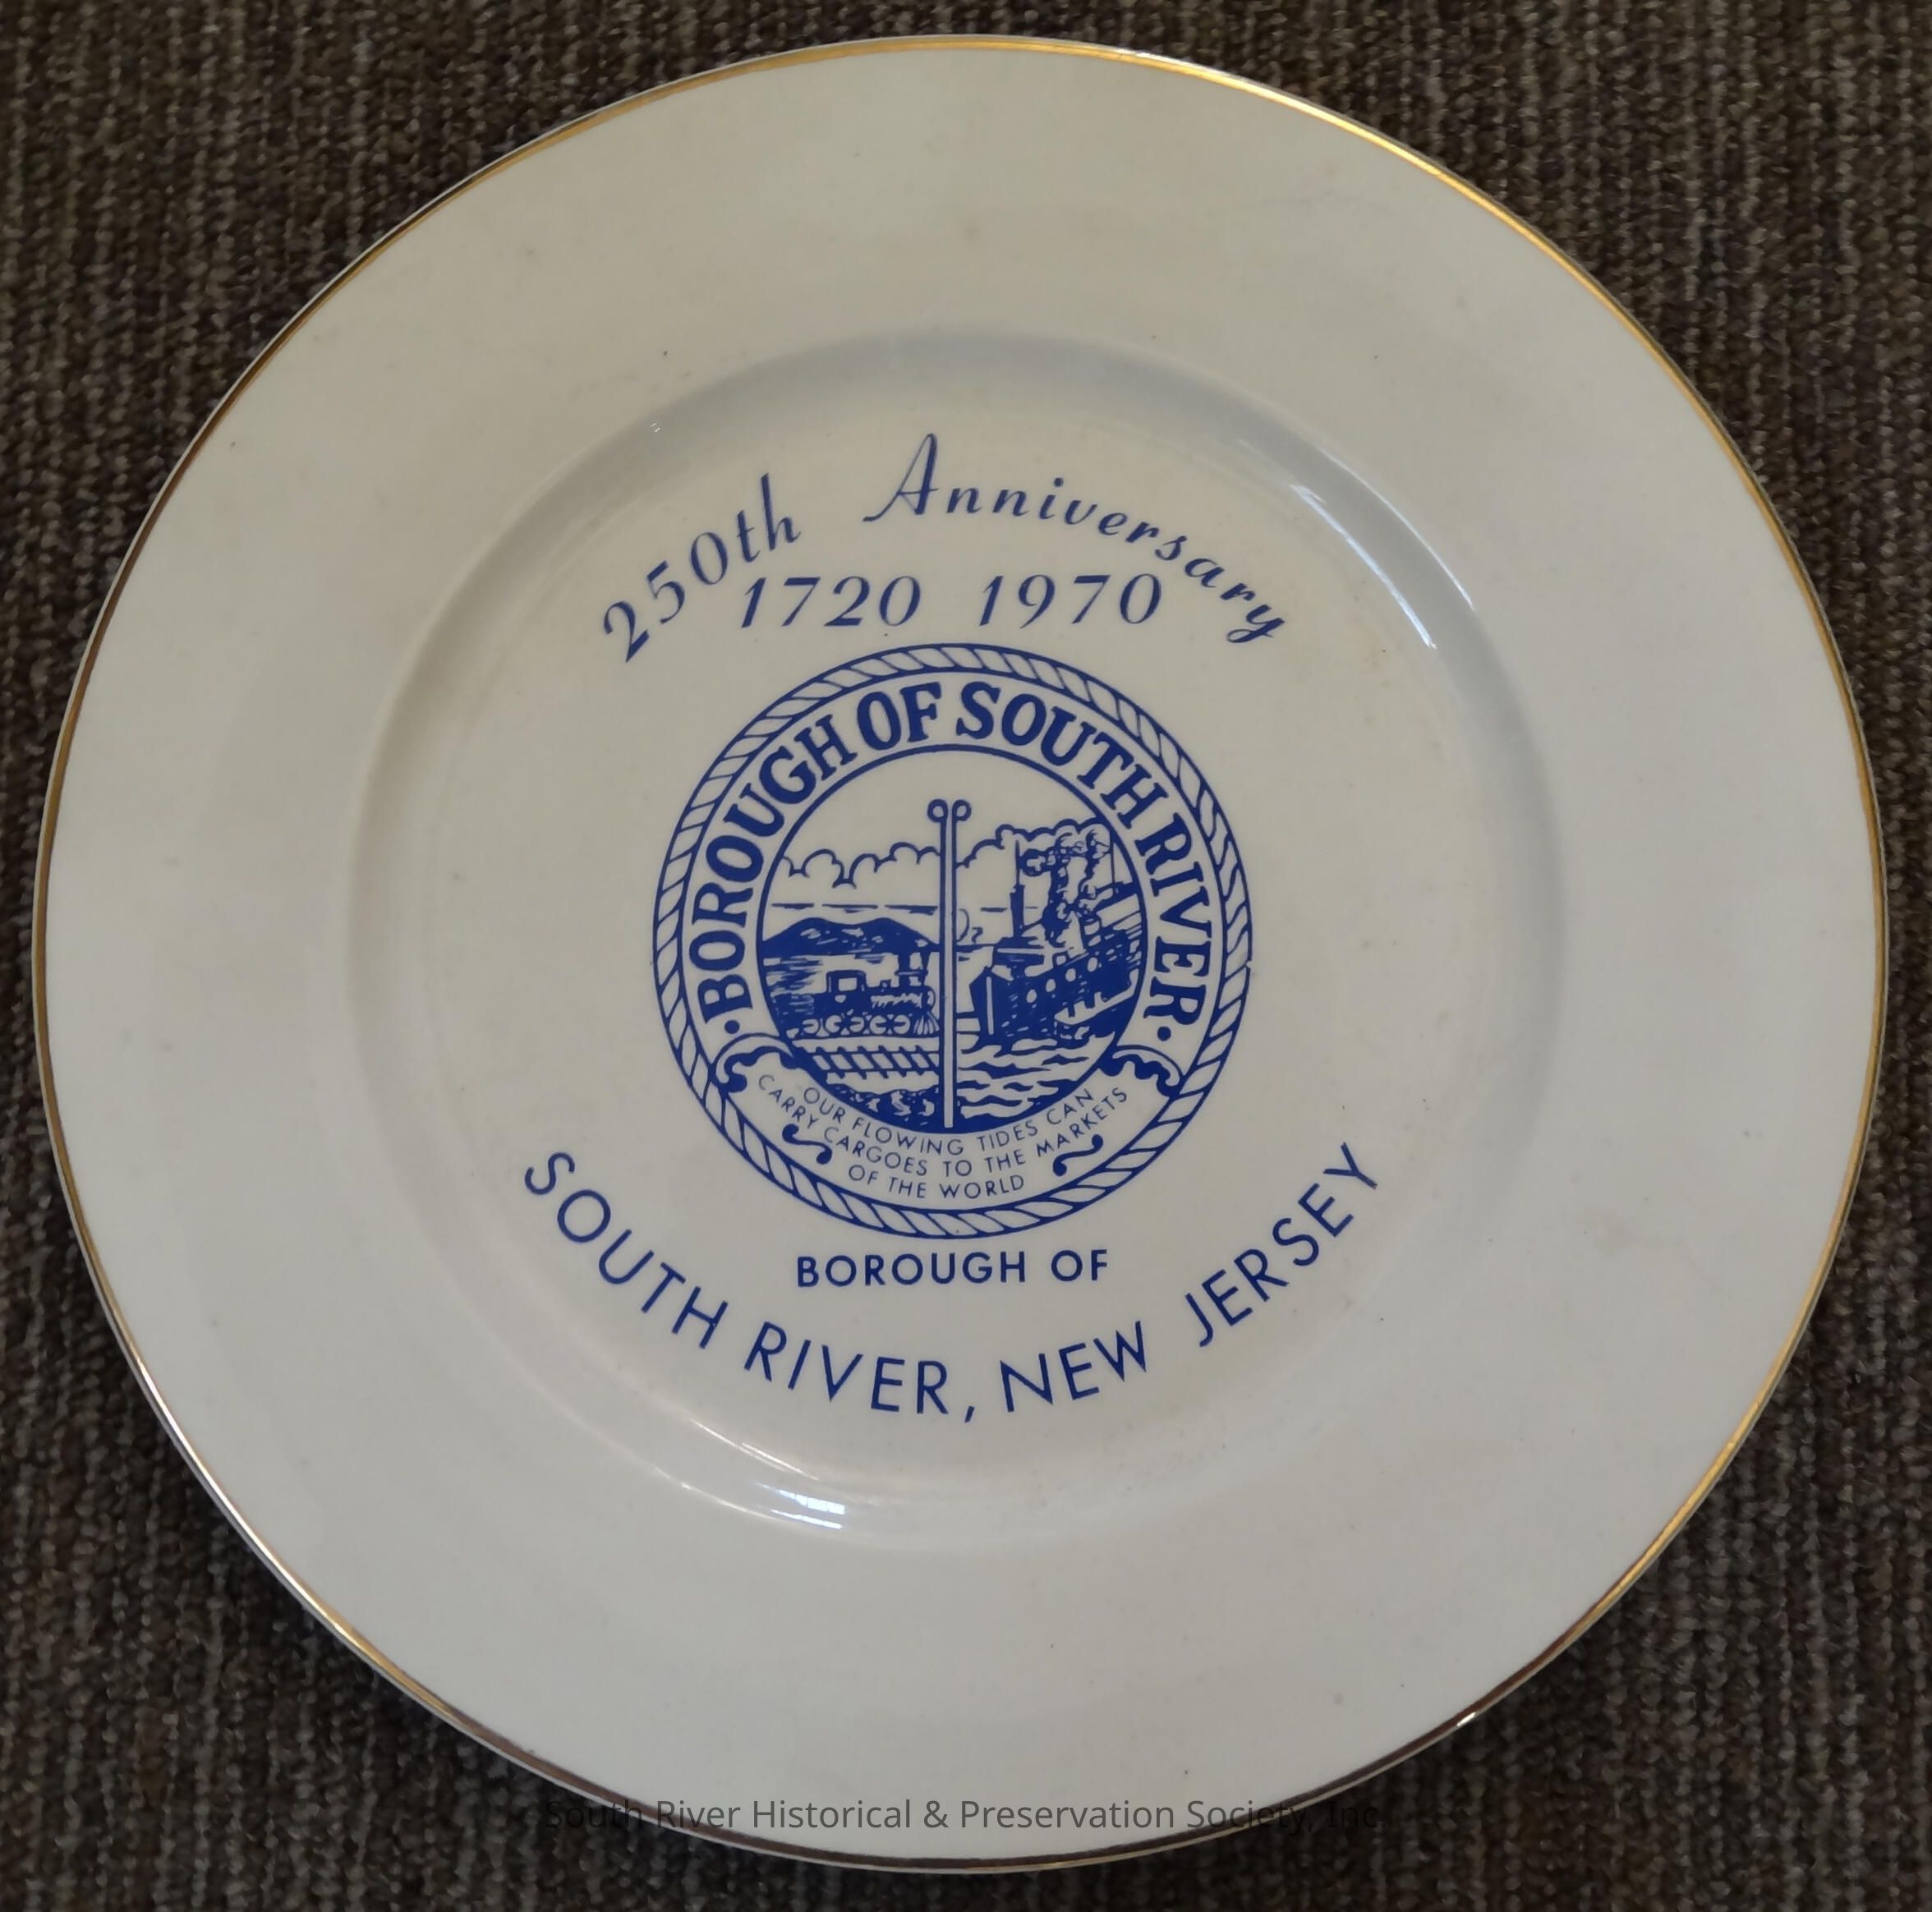 250th Anniversary
1720 1970
·BOROUGH OF SOUTH RIVER·
OUR FLOWING TIDES CAN
CARRY CARGOES TO THE MARKETS
OF THE WORLD
BOROUGH OF
SOUTH RIVER, NEW JERSEY
South River Historical & Preservation Society, Inc